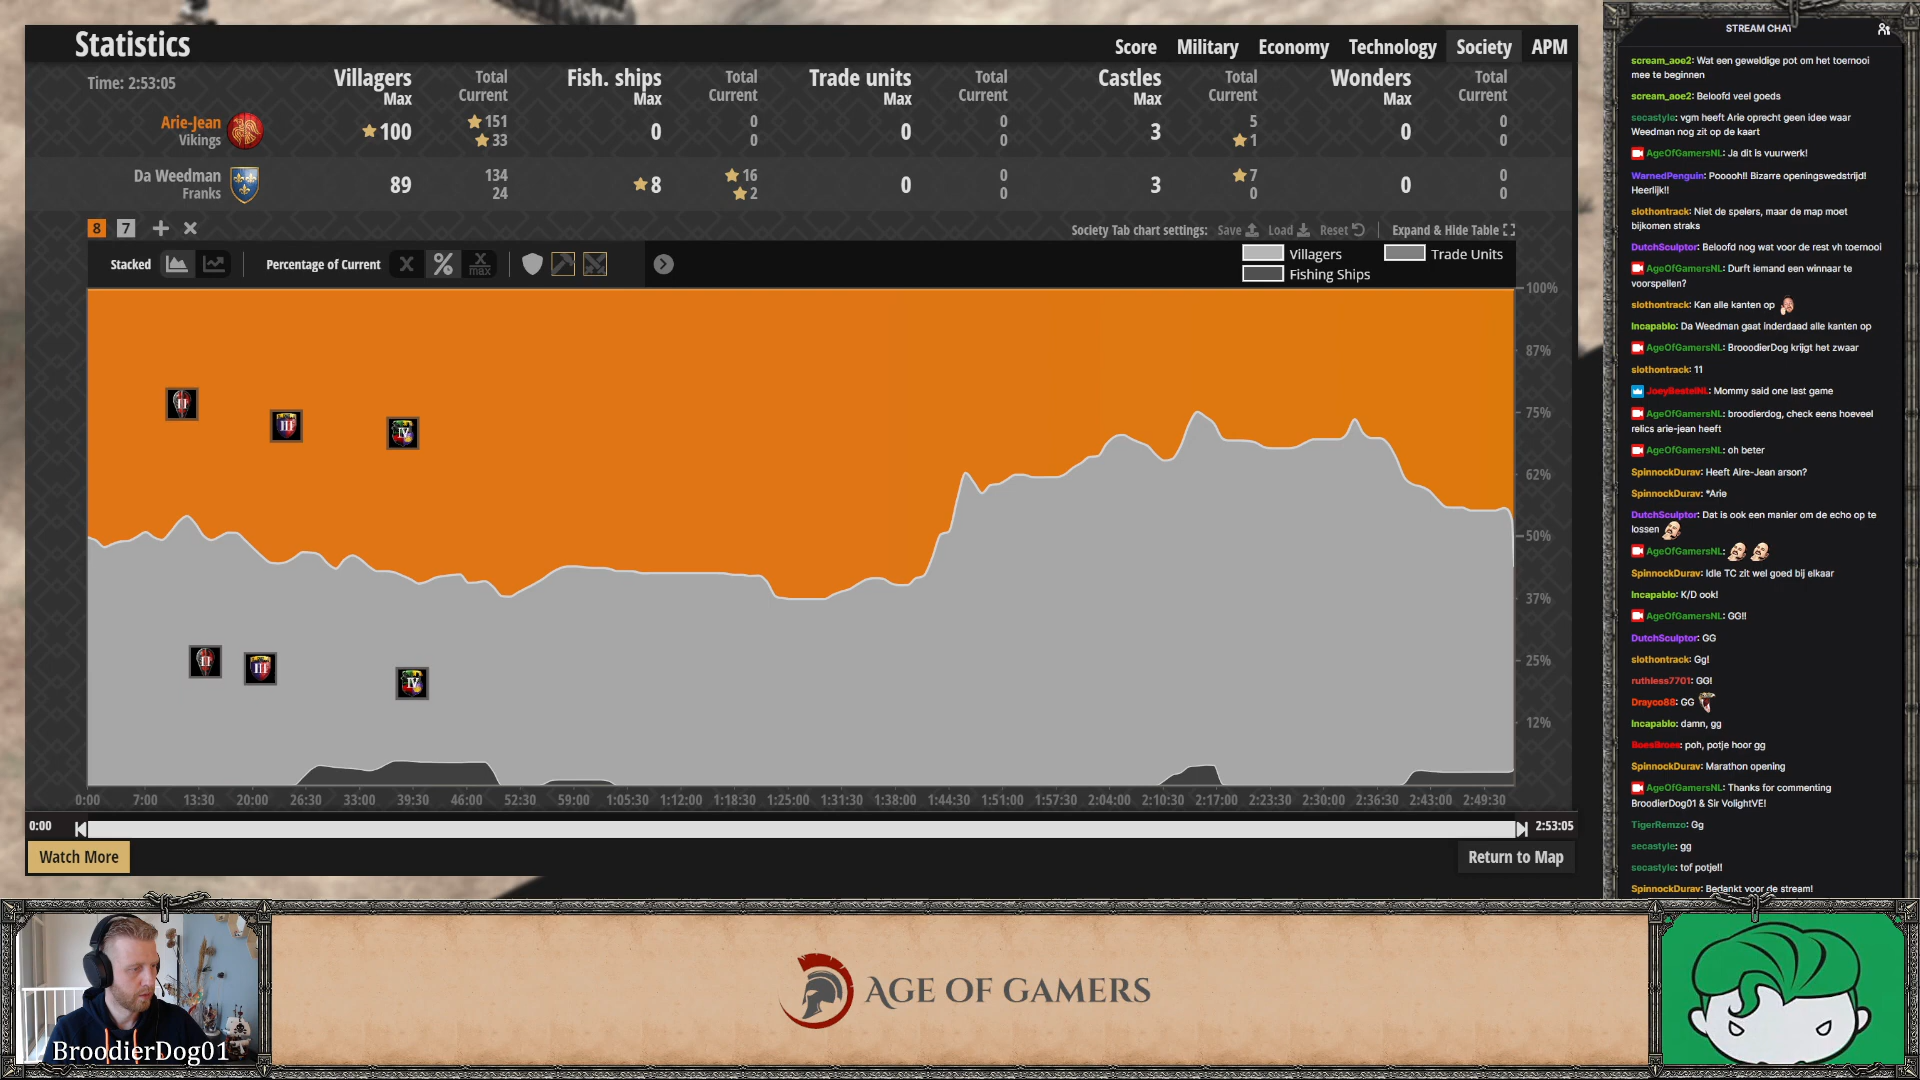 Statistics
Score Military Economy Technology Society APM
Time: 2:53:05
Villagers Total Fish. ships Total Trade units Total Castles Total Wonders Total
Max Current Max Current Max Current Max Current Max Current
Arie-Jean
Vikings
100 151 0 0 0 0 3 5 0 0
33 0 0 1 0
Da Weedman
Franks
89 134 8 16 0 0 3 7 0 0
24 2 0 0 0
8 7
Society Tab chart settings: Save Load Reset Expand & Hide Table
Stacked Percentage of Current X % X max
Villagers Trade Units
Fishing Ships
100%
87%
75%
62%
50%
37%
25%
12%
II III IV
II III IV
0:00 7:00 13:30 20:00 26:30 33:00 39:30 46:00 52:30 59:00 1:05:30 1:12:00 1:18:30 1:25:00 1:31:30 1:38:00 1:44:30 1:51:00 1:57:30 2:04:00 2:10:30 2:17:00 2:23:30 2:30:00 2:36:30 2:43:00 2:49:30
0:00 2:53:05
Watch More Return to Map
STREAM CHAT
scream_aoe2: Wat een geweldige pot om het toernooi
mee te beginnen
scream_aoe2: Beloofd veel goeds
secastyle: vgm heeft Arie oprecht geen idee waar
Weedman nog zit op de kaart
AgeOfGamersNL: Ja dit is vuurwerk!
WarnedPenguin: Pooooh!! Bizarre openingswedstrijd!
Heerlijk!!
slothontrack: Niet de spelers, maar de map moet
bijkomen straks
DutchSculptor: Beloofd nog wat voor de rest vh toernooi
AgeOfGamersNL: Durft iemand een winnaar te
voorspellen?
slothontrack: Kan alle kanten op
Incapablo: Da Weedman gaat inderdaad alle kanten op
AgeOfGamersNL: BrooodierDog krijgt het zwaar
slothontrack: 11
JoeyBestelNL: Mommy said one last game
AgeOfGamersNL: broodierdog, check eens hoeveel
relics arie-jean heeft
AgeOfGamersNL: oh beter
SpinnockDurav: Heeft Aire-Jean arson?
SpinnockDurav: *Arie
DutchSculptor: Dat is ook een manier om de echo op te
lossen
AgeOfGamersNL:
SpinnockDurav: Idle TC zit wel goed bij elkaar
Incapablo: K/D ook!
AgeOfGamersNL: GG!!
DutchSculptor: GG
slothontrack: Gg!
ruthless7701: GG!
Drayco88: GG
Incapablo: damn, gg
poh, potje hoor gg
SpinnockDurav: Marathon opening
AgeOfGamersNL: Thanks for commenting
BroodierDog01 & Sir VolightVE!
TigerRemzo: Gg
secastyle: gg
secastyle: tof potje!!
SpinnockDurav: Bedankt voor de stream!
BroodierDog01
AGE OF GAMERS